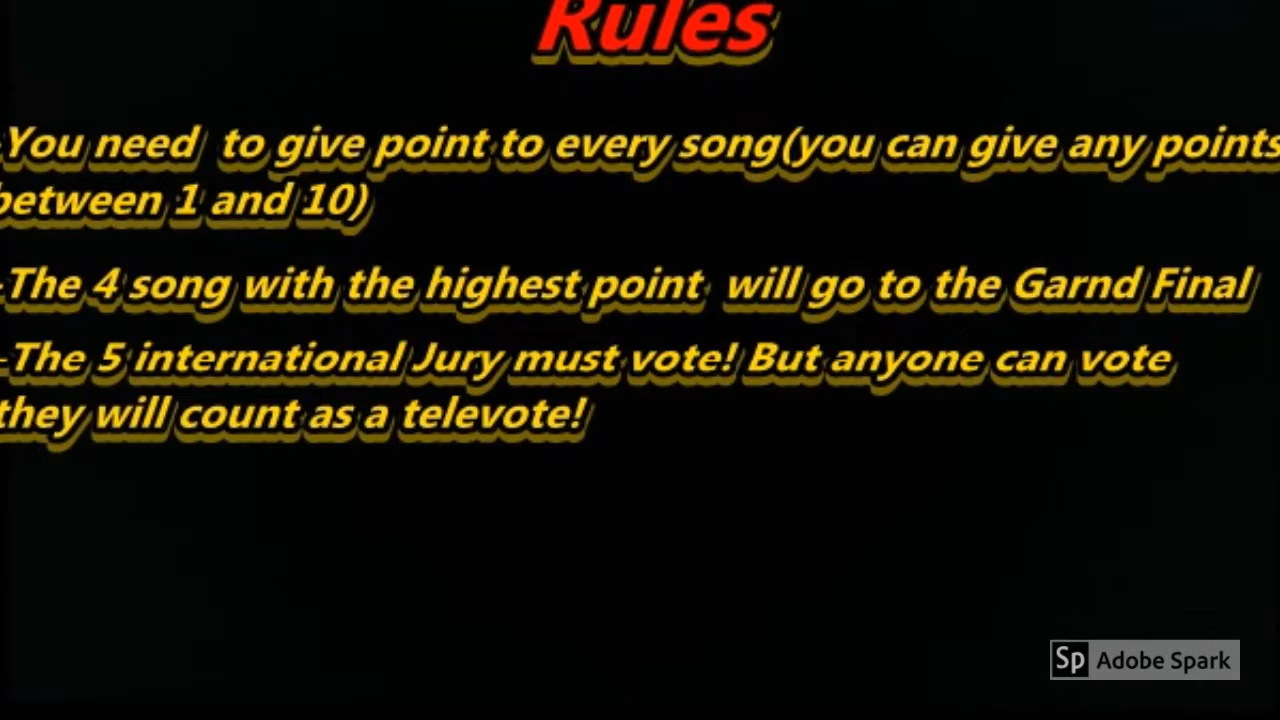 Rules
-You need to give point to every song(you can give any points
between 1 and 10)
-The 4 song with the highest point will go to the Garnd Final
-The 5 international Jury must vote! But anyone can vote
they will count as a televote!
Sp Adobe Spark